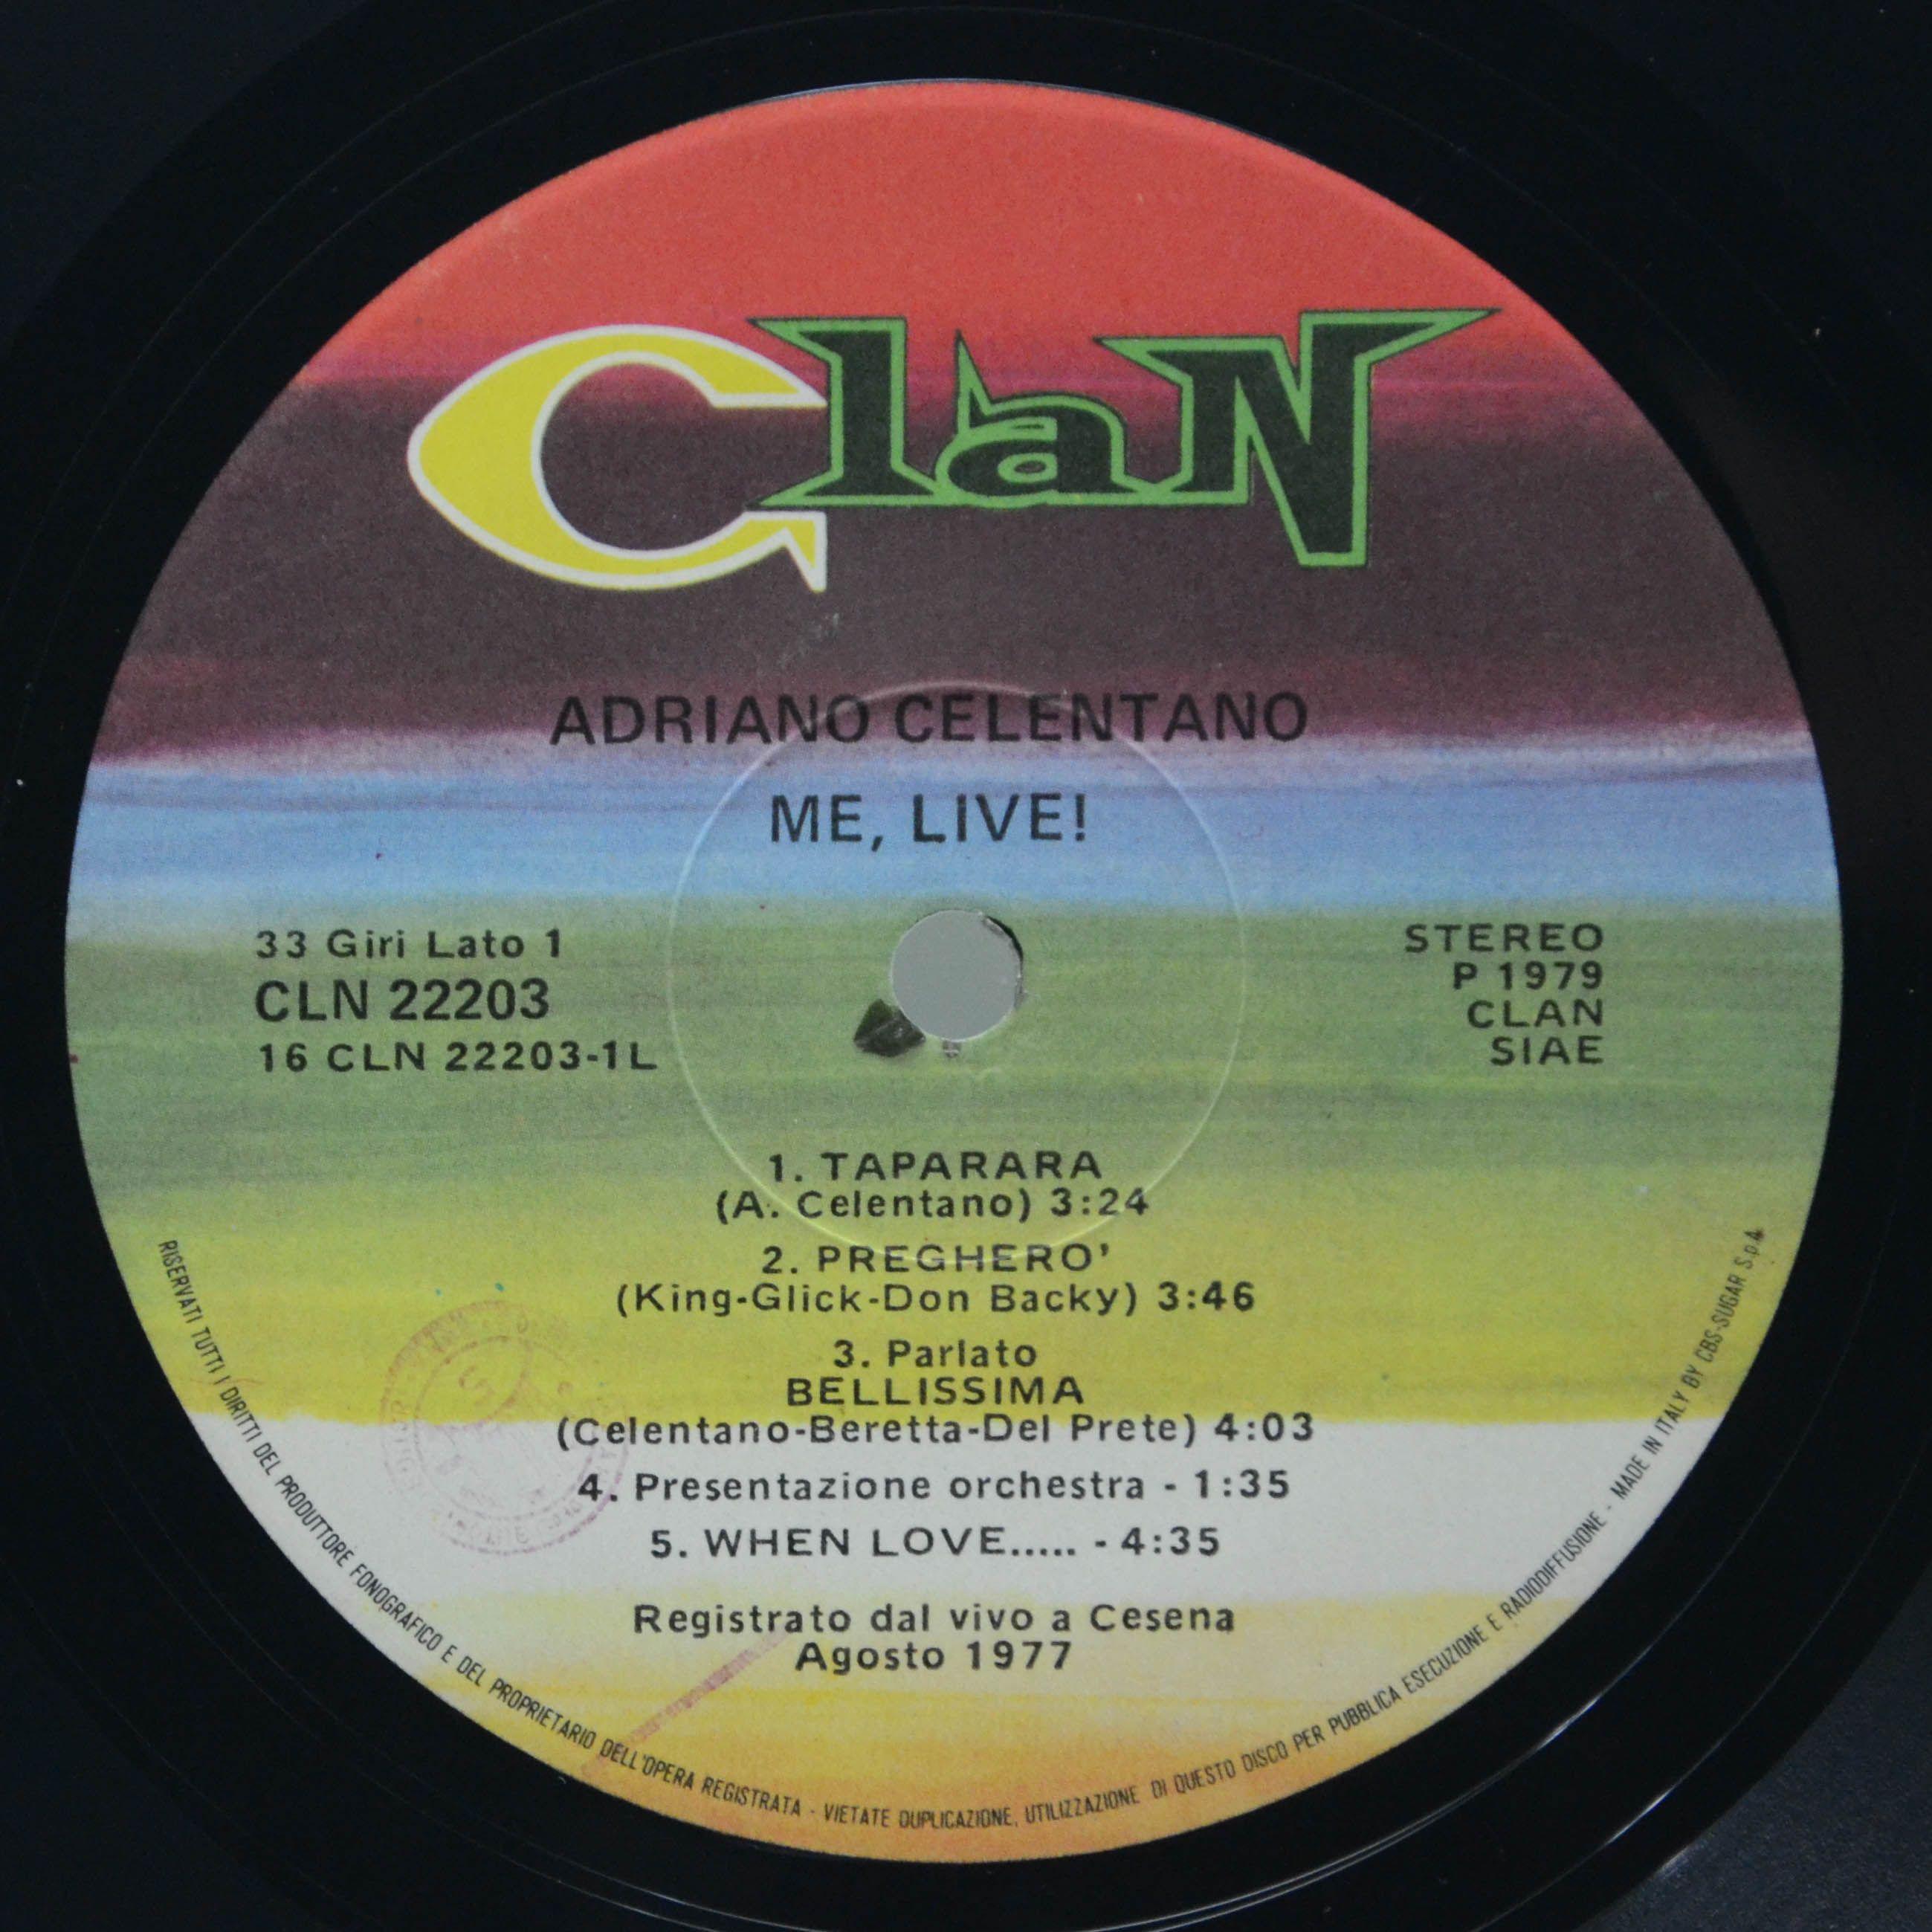 Clan
ADRIANO CELENTANO
ME, LIVE!
33 Giri Lato 1
CLN 22203
16 CLN 22203-1L
STEREO
P 1979
CLAN
SIAE
1. TAPARARA
(A. Celentano) 3:24
2. PREGHERO'
(King-Glick-Don Backy) 3:46
3. Parlato
BELLISSIMA
(Celentano-Beretta-Del Prete) 4:03
4. Presentazione orchestra - 1:35
5. WHEN LOVE..... - 4:35
Registrato dal vivo a Cesena
Agosto 1977
RISERVATI TUTTI I DIRITTI DEL PRODUTTORE FONOGRAFICO E DEL PROPRIETARIO DELL'OPERA REGISTRATA - VIETATE DUPLICAZIONE, UTILIZZAZIONE DI QUESTO DISCO PER PUBBLICA ESECUZIONE E RADIODIFFUSIONE - MADE IN ITALY BY CBS-SUGAR S.p.A.